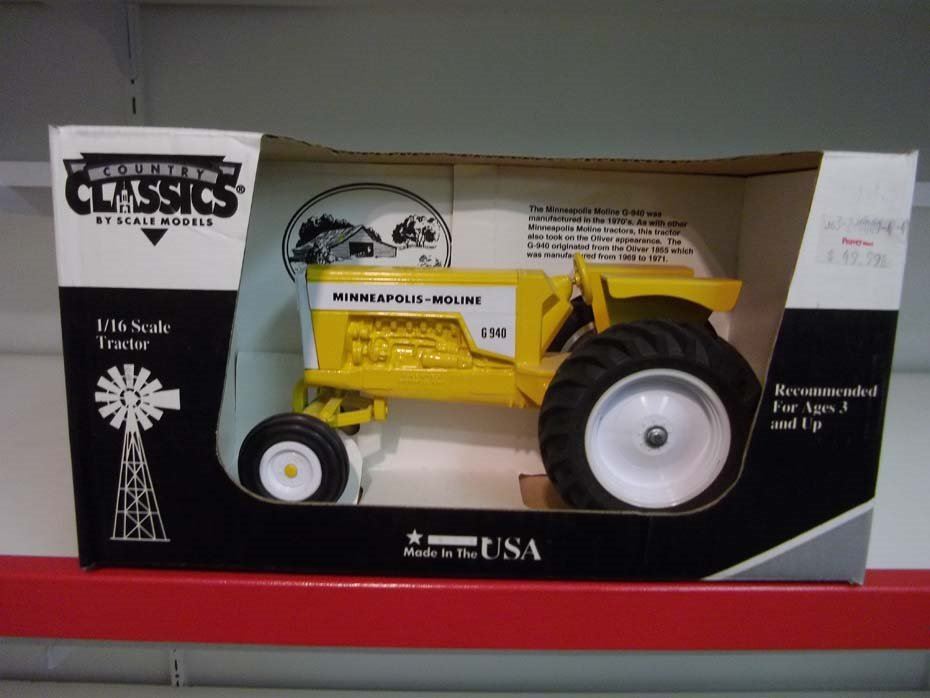 COUNTRY
CLASSICS®
BY SCALE MODELS
1/16 Scale
Tractor
The Minneapolis Moline G-940 was
manufactured in the 1970's. As with other
Minneapolis Moline tractors, this tractor
also took on the Oliver appearance. The
G-940 originated from the Oliver 1855 which
was manufactured from 1969 to 1971.
MINNEAPOLIS-MOLINE
G 940
Recommended
For Ages 3
and Up
Made In The USA